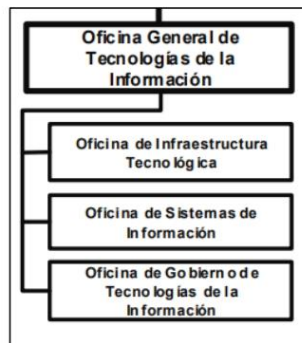 Oficina General de
Tecnologías de la
Información
Oficina de Infraestructura
Tecnológica
Oficina de Sistemas de
Información
Oficina de Gobierno de
Tecnologías de la
Información